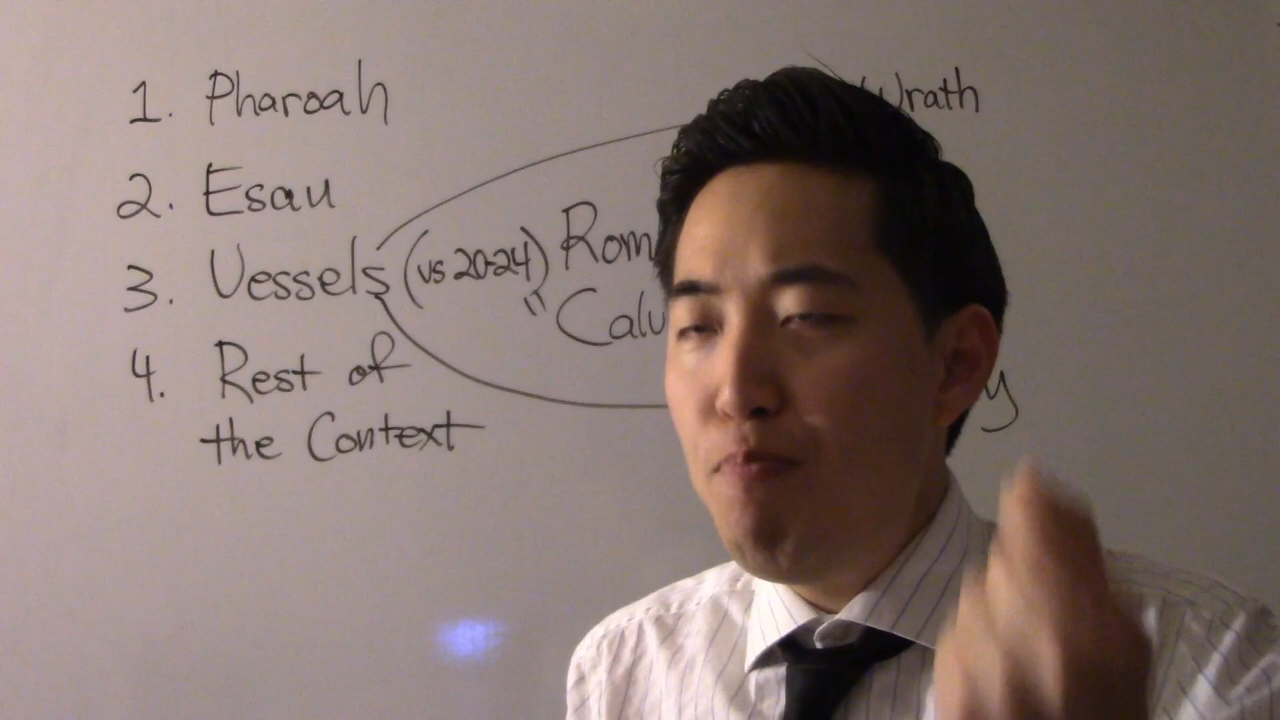 1. Pharoah
2. Esau
3. Vessels (vs 20-24)
4. Rest of
the Context
Wrath